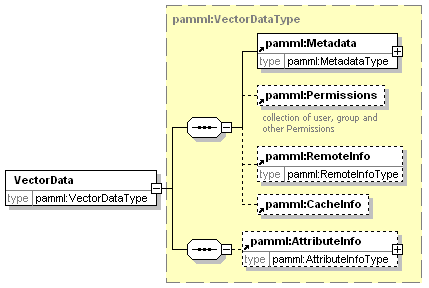 pamml:VectorDataType
pamml:Metadata
type pamml:MetadataType
pamml:Permissions
collection of user, group and
other Permissions
pamml:RemoteInfo
type pamml:RemoteInfoType
VectorData
type pamml:VectorDataType
pamml:CacheInfo
pamml:AttributeInfo
type pamml:AttributeInfoType